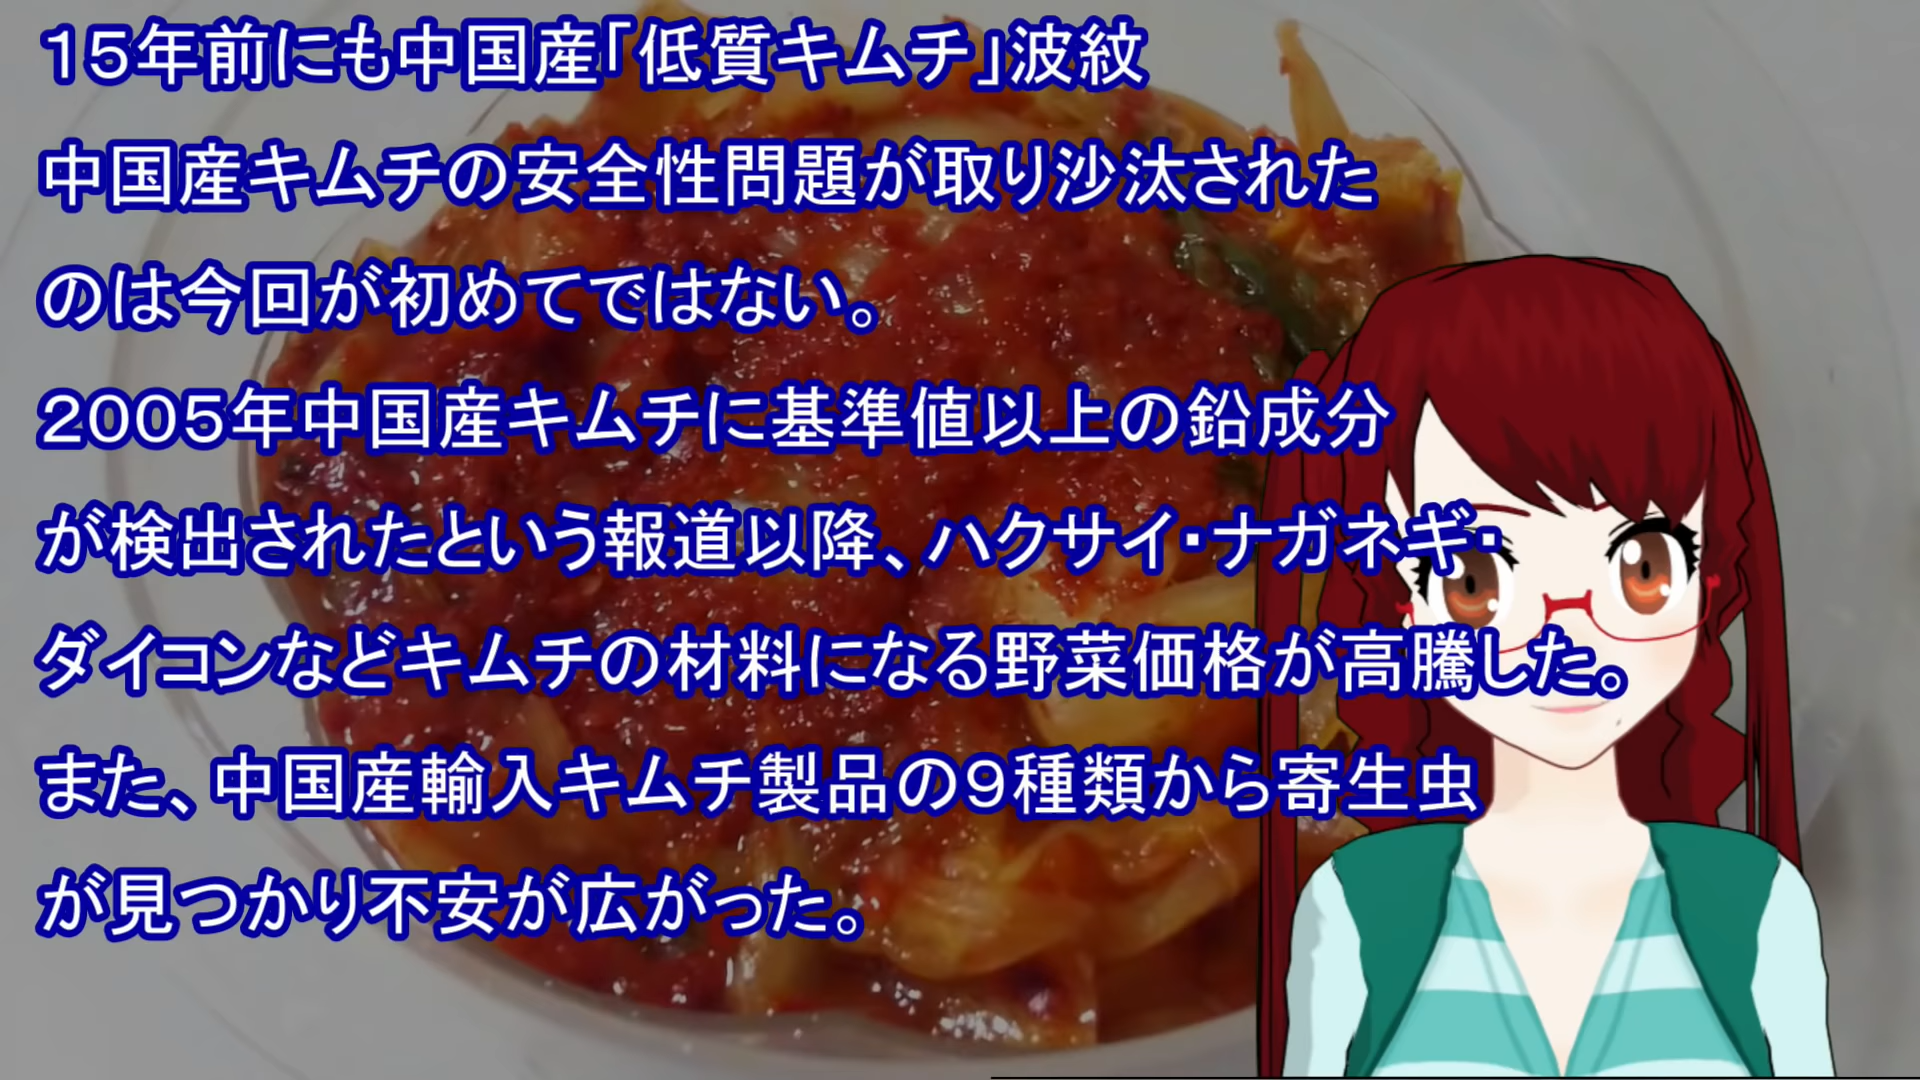 15年前にも中国産｢低質キムチ｣波紋
中国産キムチの安全性問題が取り沙汰された
のは今回が初めてではない。
2005年中国産キムチに基準値以上の鉛成分
が検出されたという報道以降、ハクサイ・ナガネギ・
ダイコンなどキムチの材料になる野菜価格が高騰した。
また、中国産輸入キムチ製品の9種類から寄生虫
が見つかり不安が広がった。